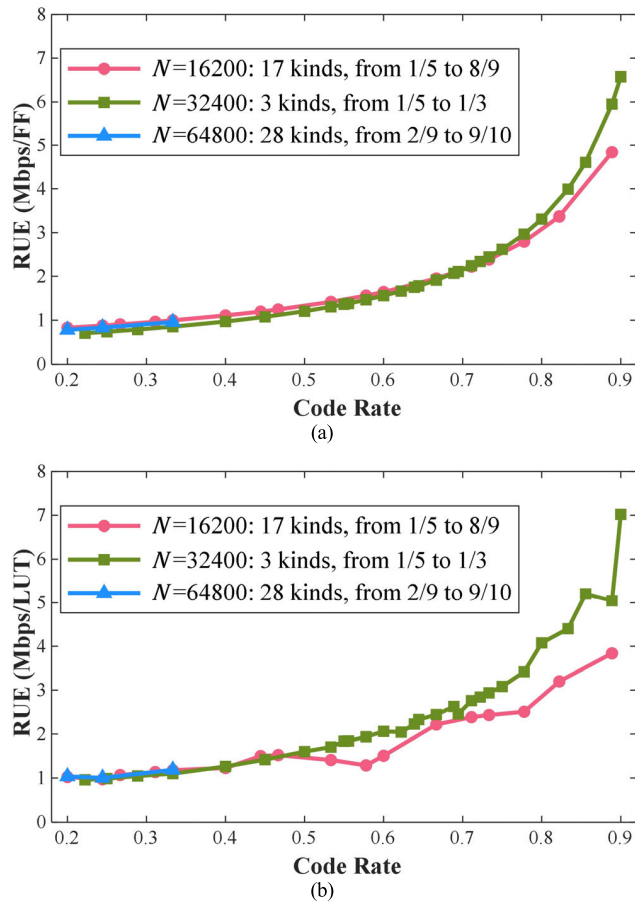 8
7
6
5
4
3
2
1
0
RUE (Mbps/FF)
N=16200: 17 kinds, from 1/5 to 8/9
N=32400: 3 kinds, from 1/5 to 1/3
N=64800: 28 kinds, from 2/9 to 9/10
0.2 0.3 0.4 0.5 0.6 0.7 0.8 0.9
Code Rate
(a)
8
7
6
5
4
3
2
1
0
RUE (Mbps/LUT)
N=16200: 17 kinds, from 1/5 to 8/9
N=32400: 3 kinds, from 1/5 to 1/3
N=64800: 28 kinds, from 2/9 to 9/10
0.2 0.3 0.4 0.5 0.6 0.7 0.8 0.9
Code Rate
(b)